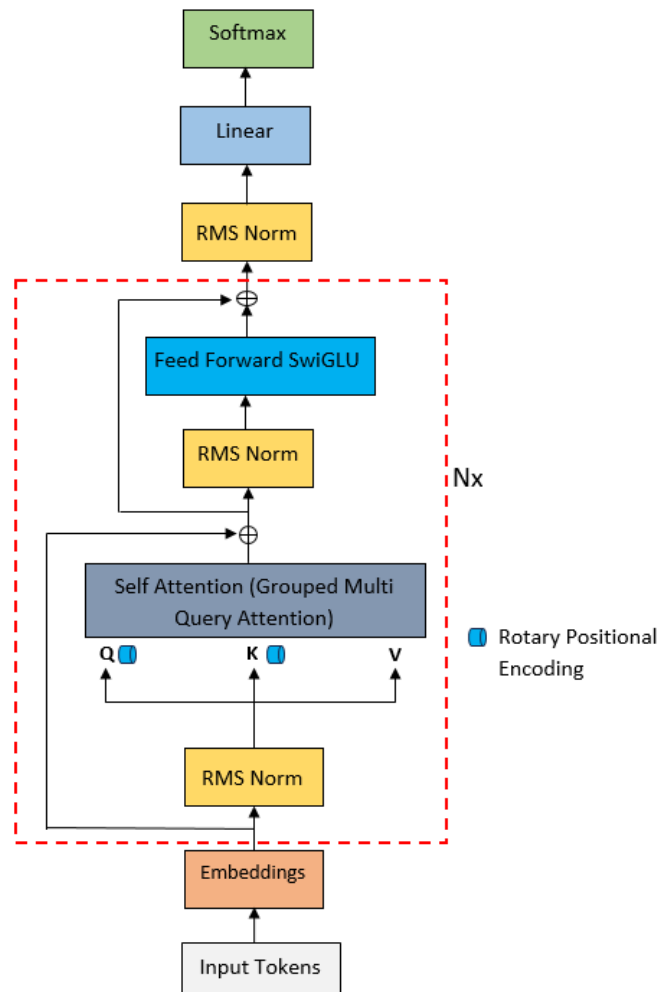 Softmax
Linear
RMS Norm
Feed Forward SwiGLU
RMS Norm
Nx
Self Attention (Grouped Multi
Query Attention)
Q K V
Rotary Positional
Encoding
RMS Norm
Embeddings
Input Tokens